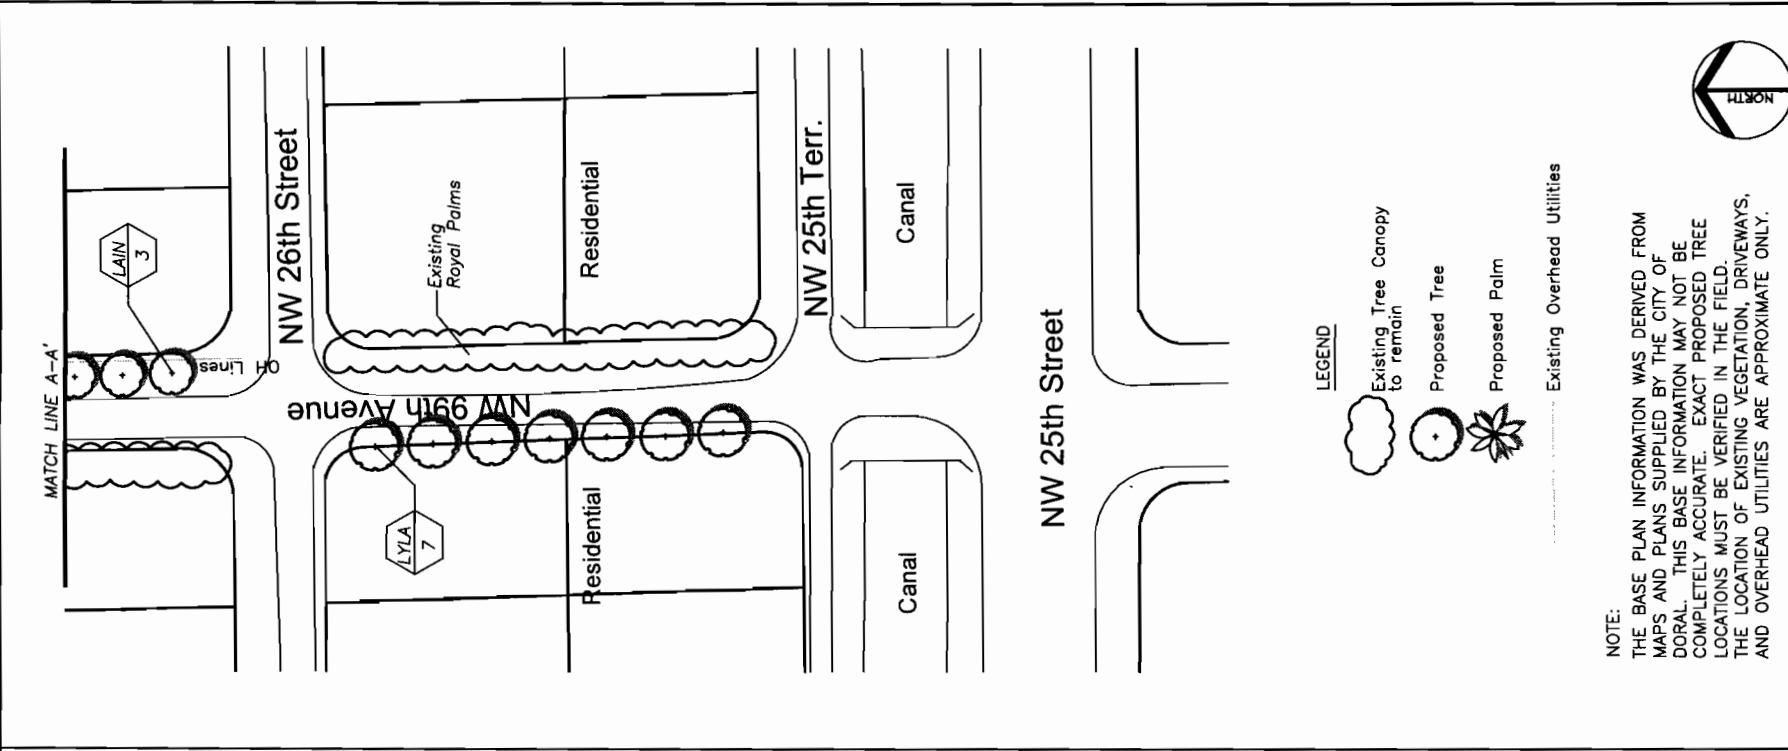 MATCH LINE A-A'
LAIN
3
OH Lines
NW 26th Street
NW 99th Avenue
Existing
Royal Palms
Residential
LYLA
7
Residential
NW 25th Terr.
Canal
Canal
NW 25th Street
LEGEND
Existing Tree Canopy
to remain
Proposed Tree
Proposed Palm
Existing Overhead Utilities
NOTE:
THE BASE PLAN INFORMATION WAS DERIVED FROM
MAPS AND PLANS SUPPLIED BY THE CITY OF
DORAL. THIS BASE INFORMATION MAY NOT BE
COMPLETELY ACCURATE. EXACT PROPOSED TREE
LOCATIONS MUST BE VERIFIED IN THE FIELD.
THE LOCATION OF EXISTING VEGETATION, DRIVEWAYS,
AND OVERHEAD UTILITIES ARE APPROXIMATE ONLY.
NORTH